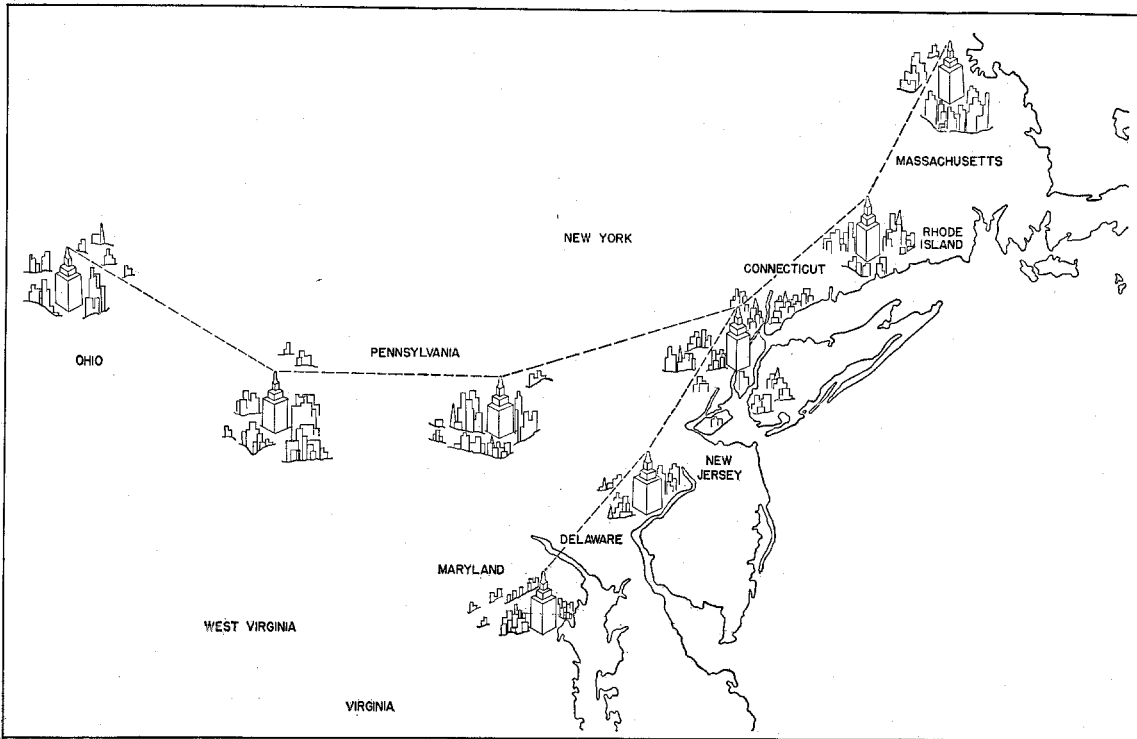 MASSACHUSETTS
NEW YORK
RHODE
ISLAND
CONNECTICUT
OHIO
PENNSYLVANIA
NEW
JERSEY
DELAWARE
MARYLAND
WEST VIRGINIA
VIRGINIA